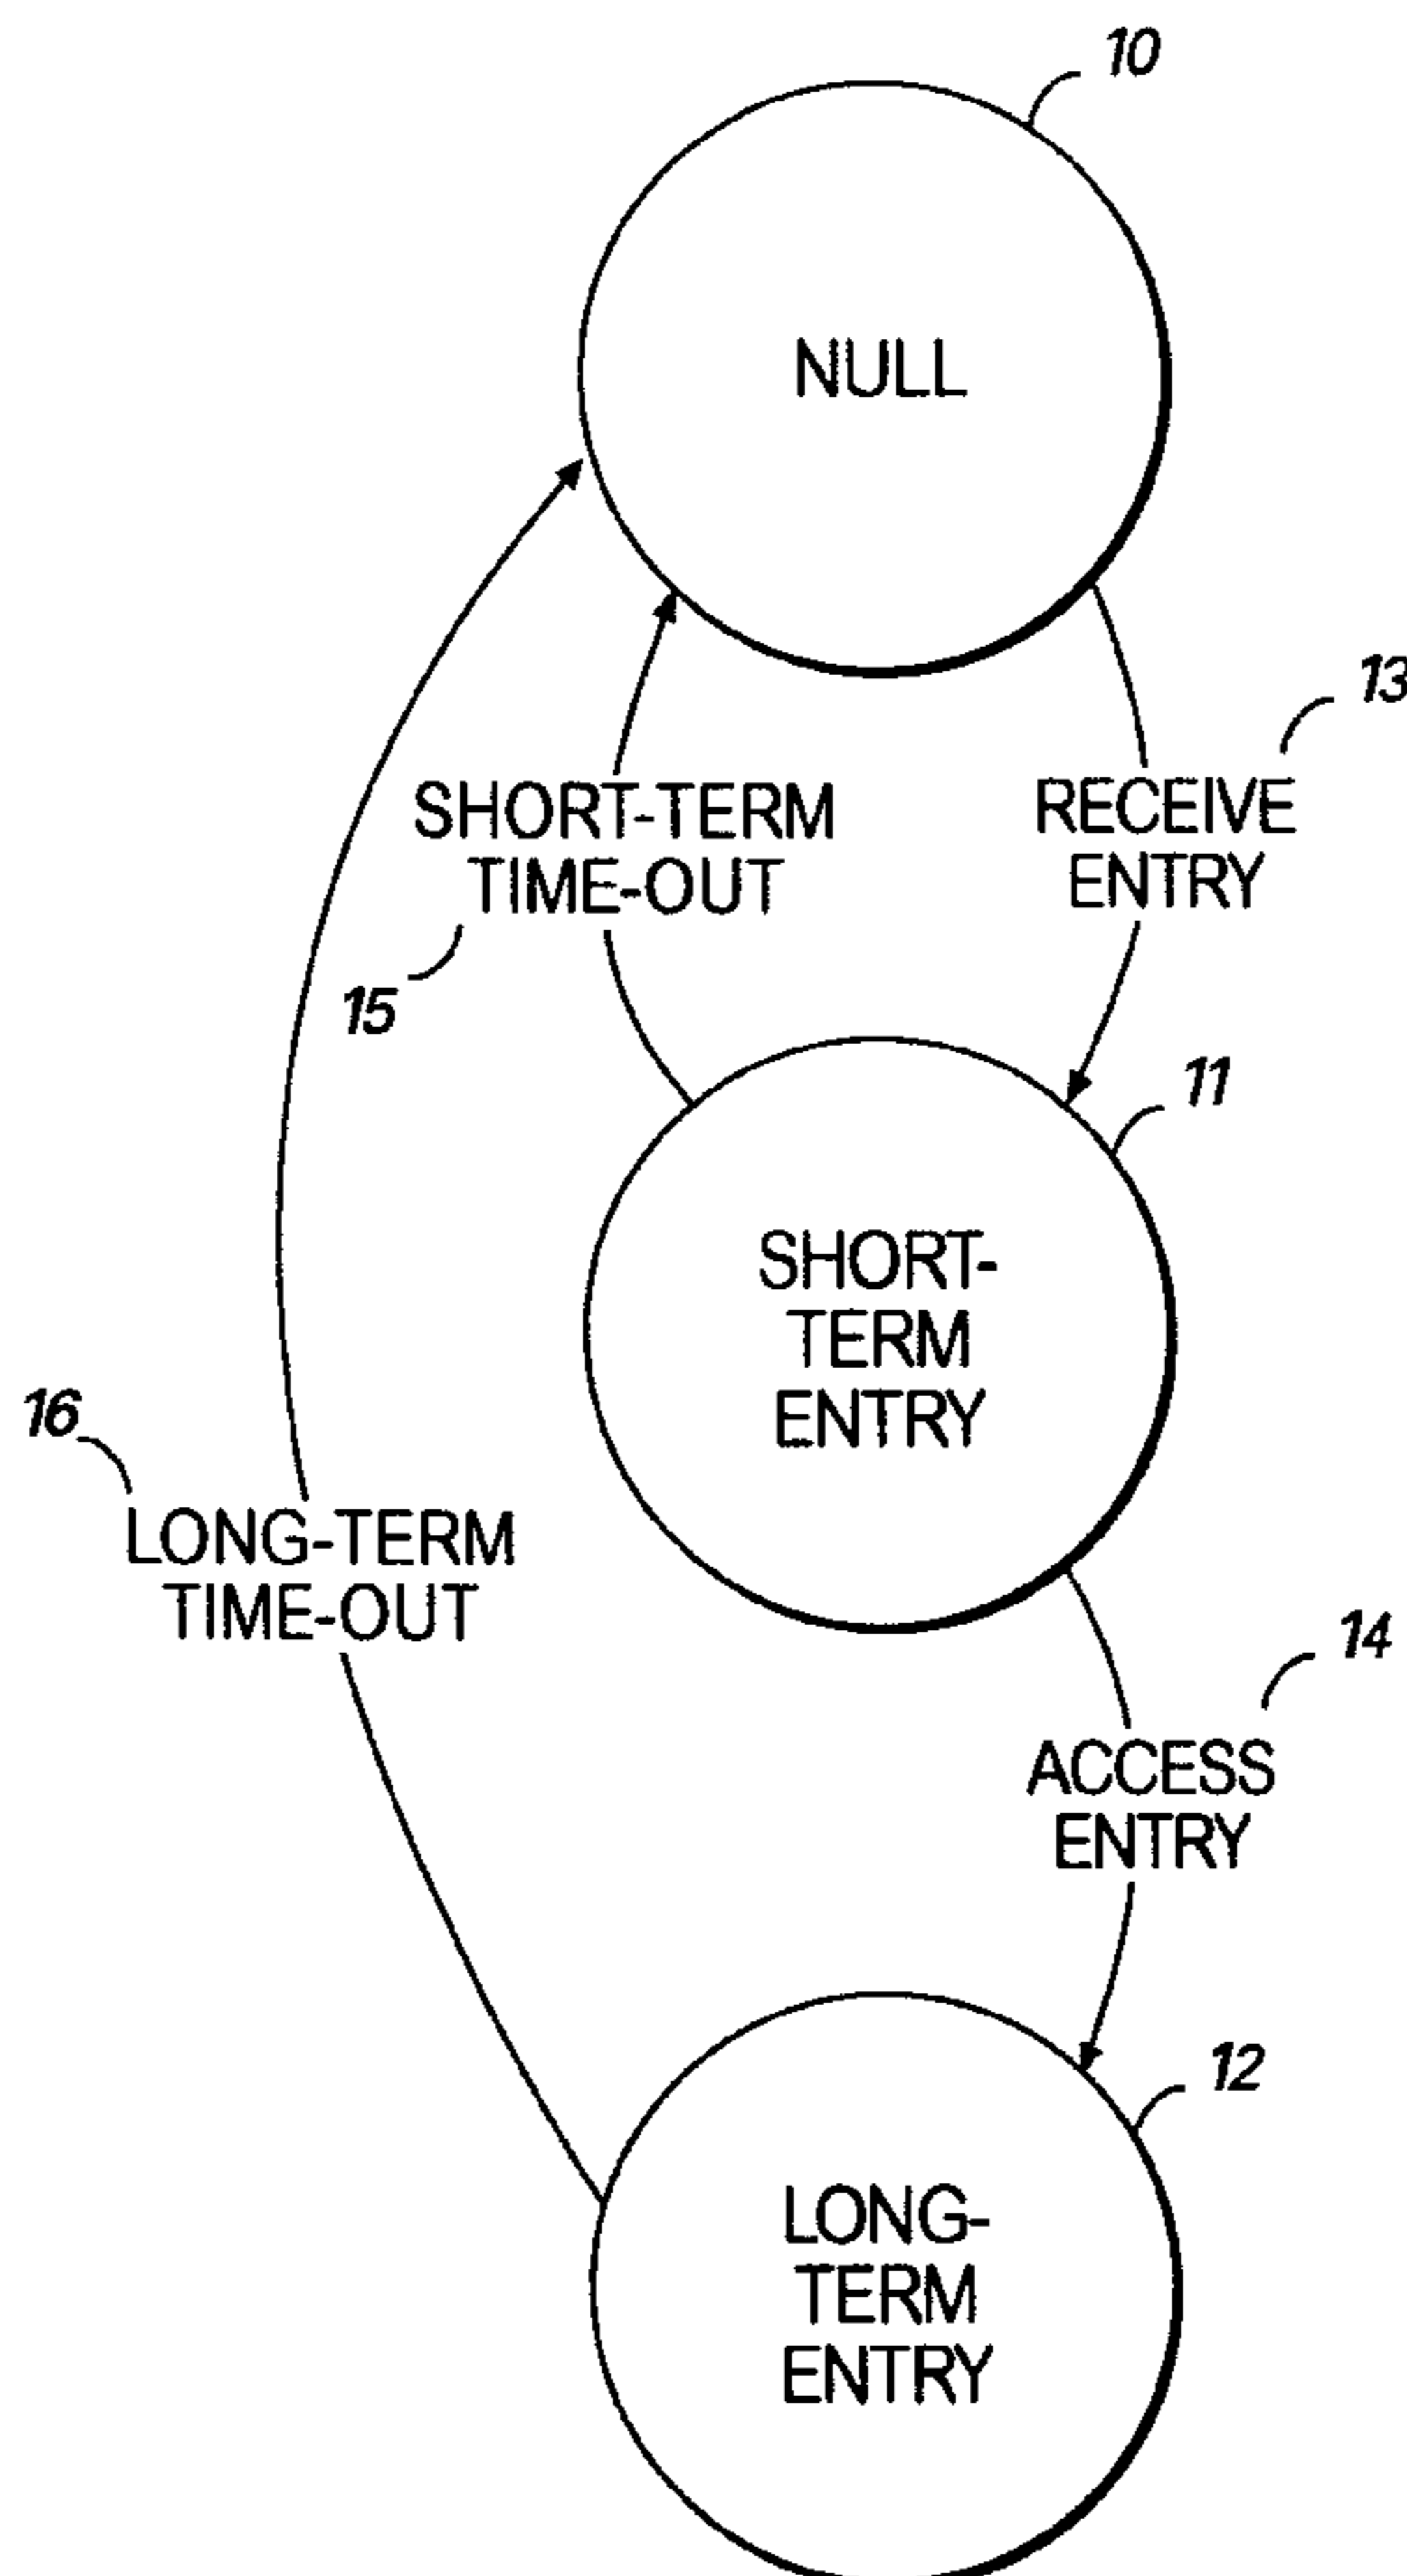 10
NULL
13
SHORT-TERM
TIME-OUT
RECEIVE
ENTRY
15
11
SHORT-
TERM
ENTRY
16
LONG-TERM
TIME-OUT
14
ACCESS
ENTRY
12
LONG-
TERM
ENTRY